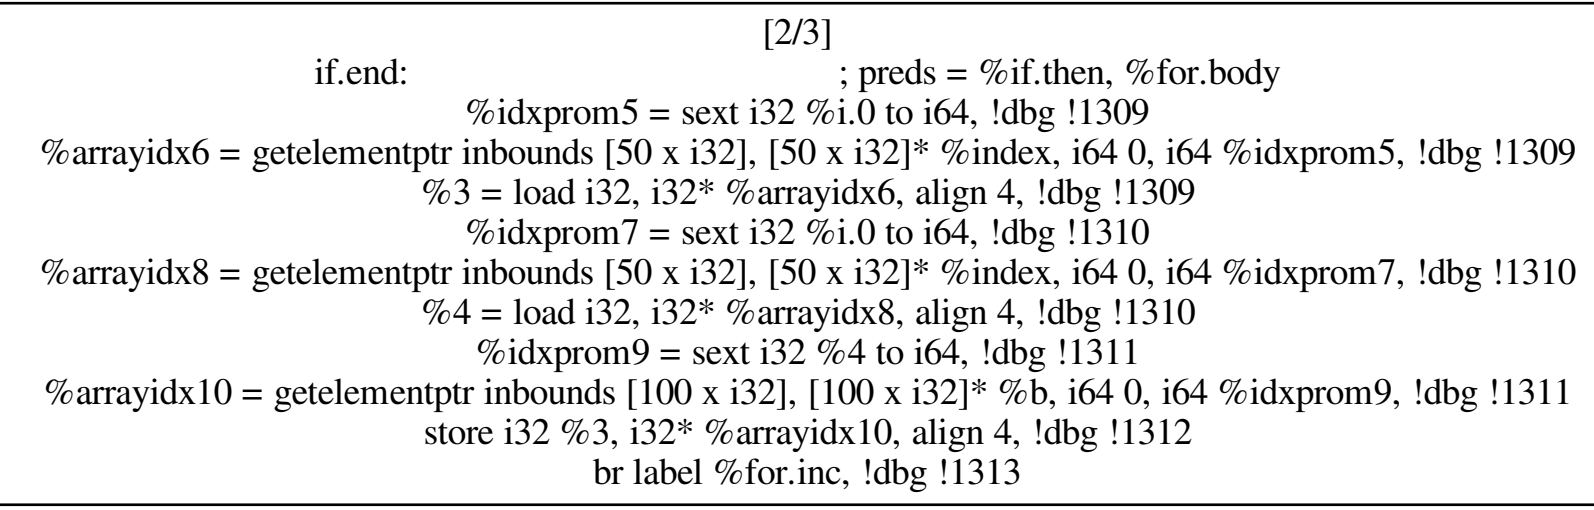 [2/3]
if.end: ; preds = %if.then, %for.body
%idxprom5 = sext i32 %i.0 to i64, !dbg !1309
%arrayidx6 = getelementptr inbounds [50 x i32], [50 x i32]* %index, i64 0, i64 %idxprom5, !dbg !1309
%3 = load i32, i32* %arrayidx6, align 4, !dbg !1309
%idxprom7 = sext i32 %i.0 to i64, !dbg !1310
%arrayidx8 = getelementptr inbounds [50 x i32], [50 x i32]* %index, i64 0, i64 %idxprom7, !dbg !1310
%4 = load i32, i32* %arrayidx8, align 4, !dbg !1310
%idxprom9 = sext i32 %4 to i64, !dbg !1311
%arrayidx10 = getelementptr inbounds [100 x i32], [100 x i32]* %b, i64 0, i64 %idxprom9, !dbg !1311
store i32 %3, i32* %arrayidx10, align 4, !dbg !1312
br label %for.inc, !dbg !1313